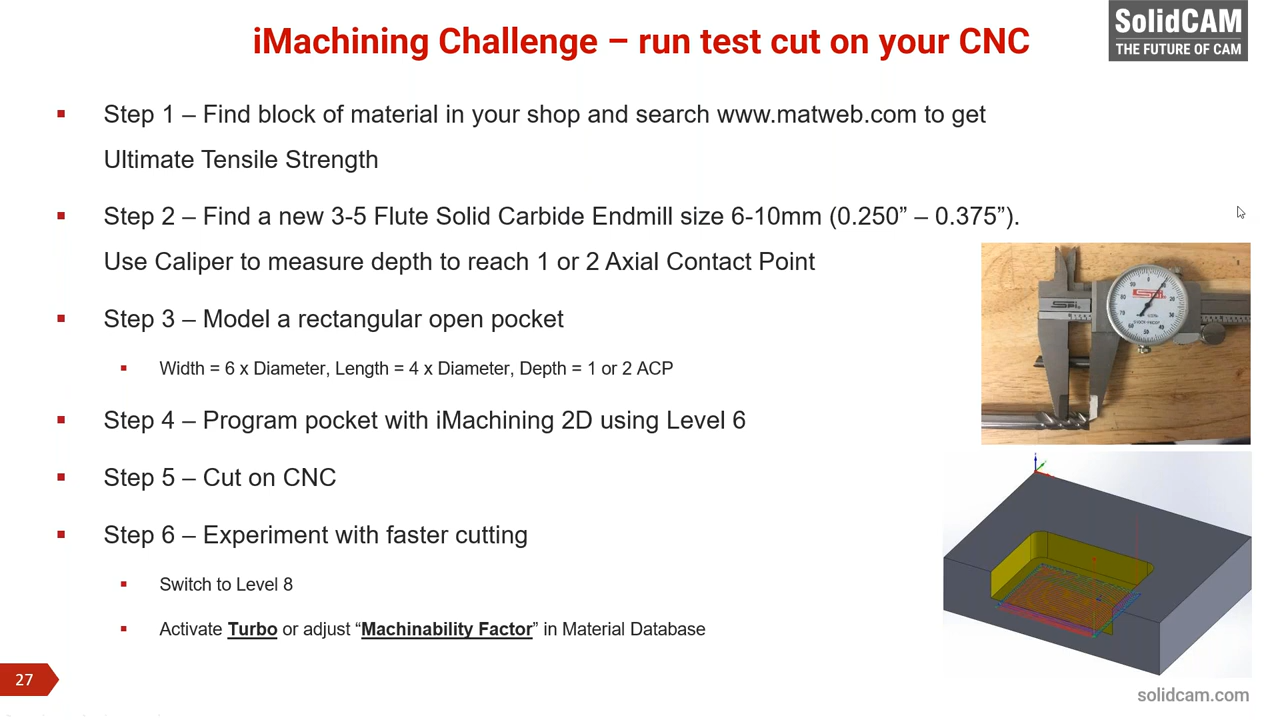 SolidCAM
THE FUTURE OF CAM
iMachining Challenge – run test cut on your CNC
▪ Step 1 – Find block of material in your shop and search www.matweb.com to get
Ultimate Tensile Strength
▪ Step 2 – Find a new 3-5 Flute Solid Carbide Endmill size 6-10mm (0.250” – 0.375”).
Use Caliper to measure depth to reach 1 or 2 Axial Contact Point
▪ Step 3 – Model a rectangular open pocket
▪ Width = 6 x Diameter, Length = 4 x Diameter, Depth = 1 or 2 ACP
▪ Step 4 – Program pocket with iMachining 2D using Level 6
▪ Step 5 – Cut on CNC
▪ Step 6 – Experiment with faster cutting
▪ Switch to Level 8
▪ Activate Turbo or adjust “Machinability Factor” in Material Database
27
solidcam.com